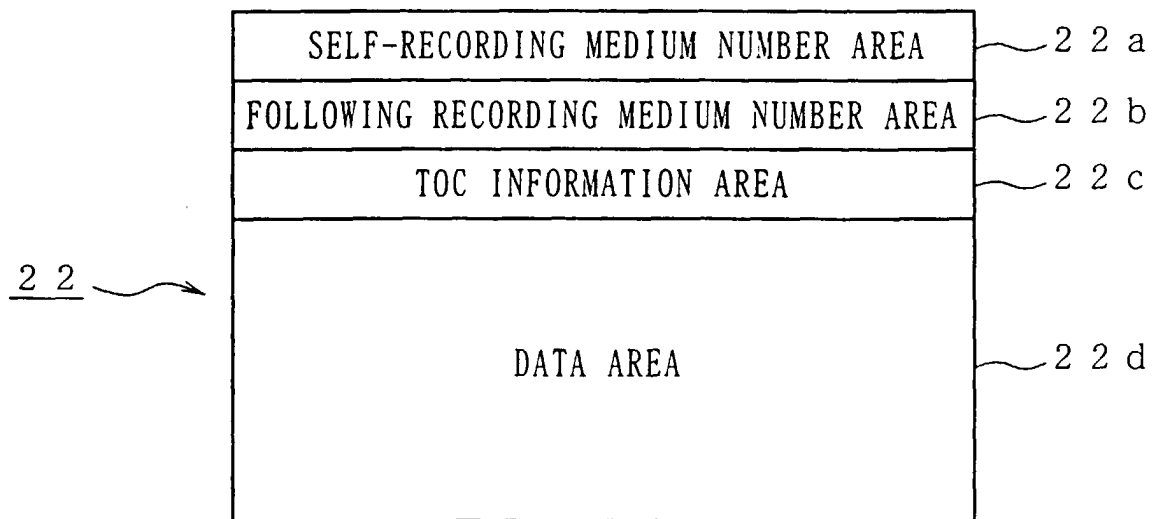 SELF-RECORDING MEDIUM NUMBER AREA 22a
FOLLOWING RECORDING MEDIUM NUMBER AREA 22b
TOC INFORMATION AREA 22c
22
DATA AREA 22d